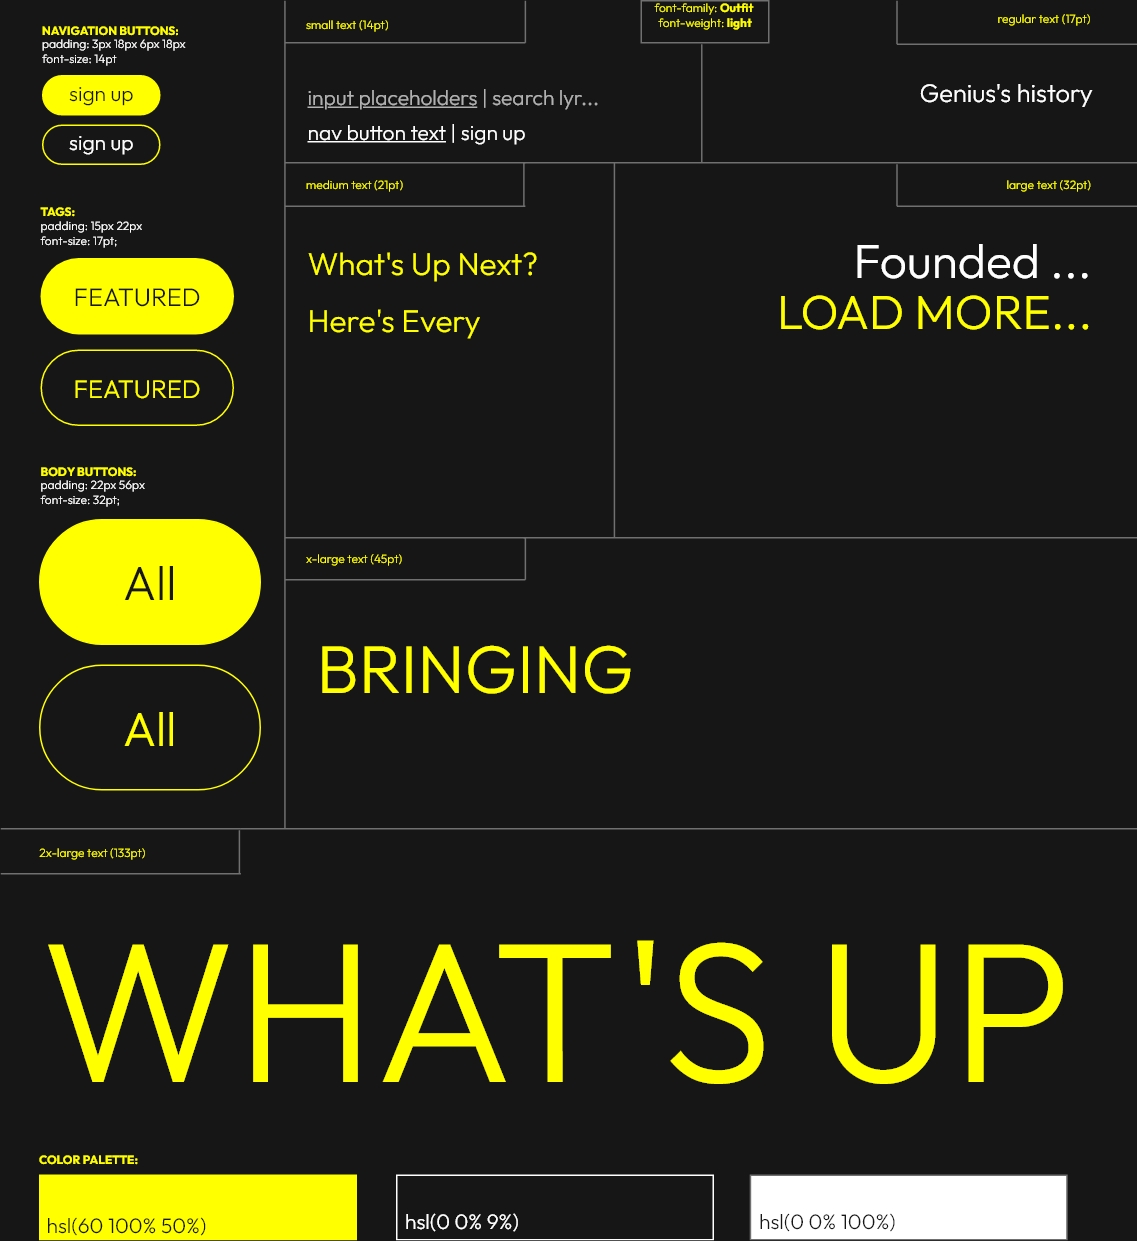 NAVIGATION BUTTONS:
padding: 3px 18px 6px 18px
font-size: 14pt
sign up
sign up
TAGS:
padding: 15px 22px
font-size: 17pt;
FEATURED
FEATURED
BODY BUTTONS:
padding: 22px 56px
font-size: 32pt;
All
All
small text (14pt)
input placeholders | search lyr...
nav button text | sign up
font-family: Outfit
font-weight: light
regular text (17pt)
Genius's history
medium text (21pt)
What's Up Next?
Here's Every
large text (32pt)
Founded ...
LOAD MORE...
x-large text (45pt)
BRINGING
2x-large text (133pt)
WHAT'S UP
COLOR PALETTE:
hsl(60 100% 50%)
hsl(0 0% 9%)
hsl(0 0% 100%)